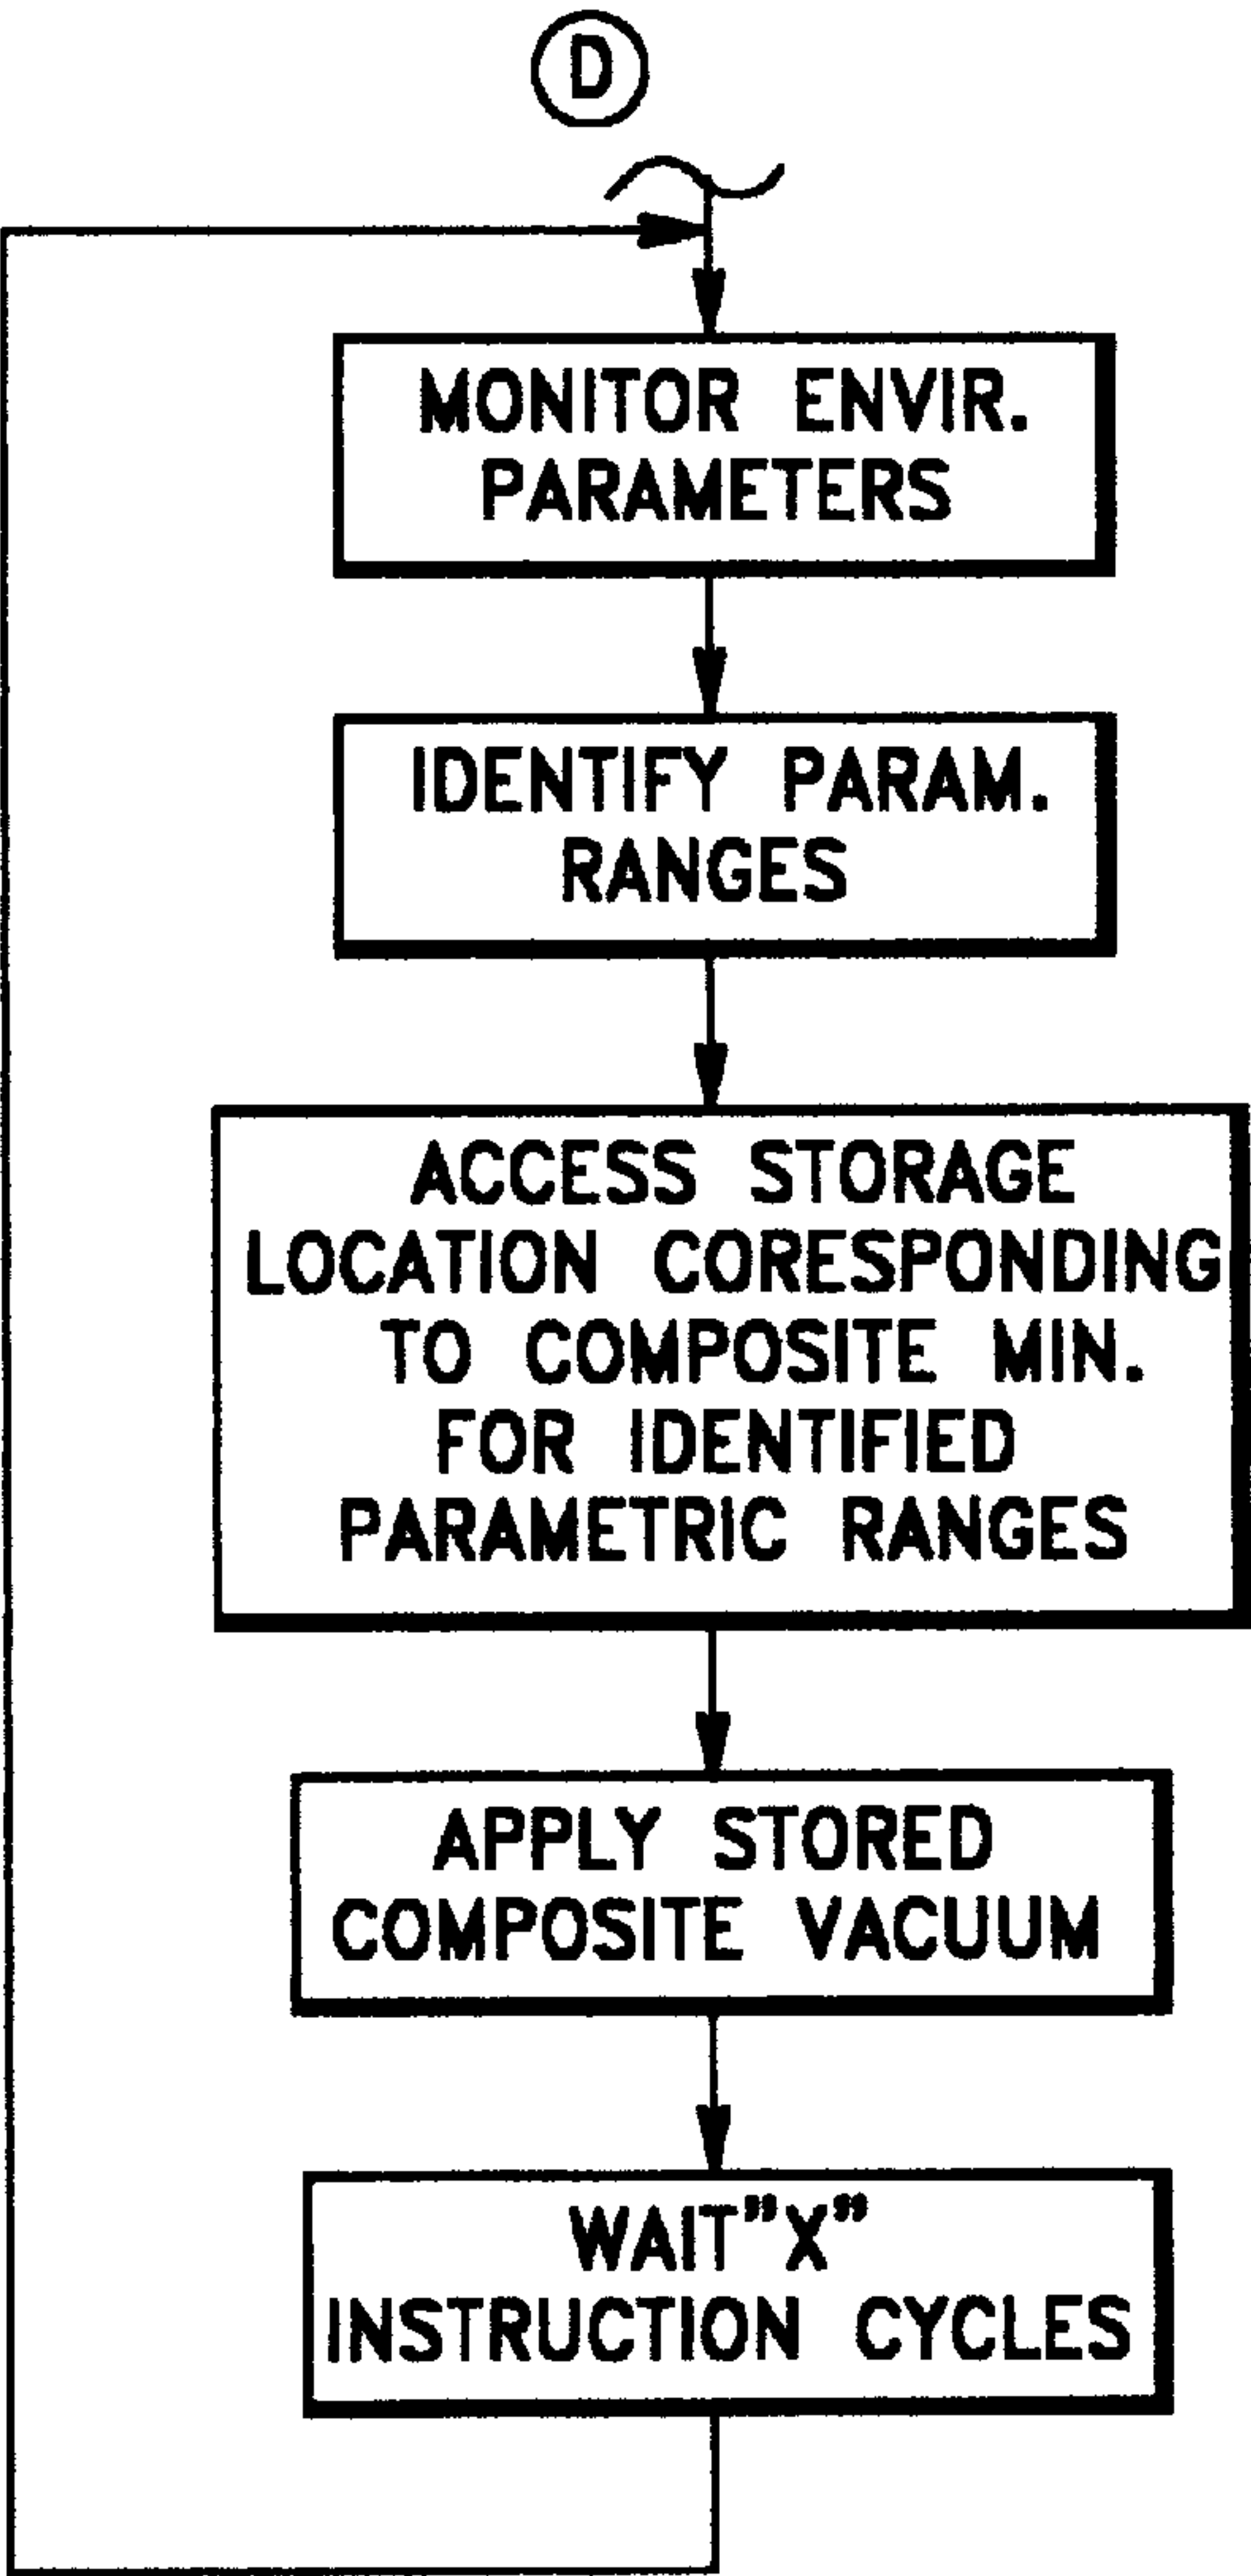 D
MONITOR ENVIR.
PARAMETERS
IDENTIFY PARAM.
RANGES
ACCESS STORAGE
LOCATION CORESPONDING
TO COMPOSITE MIN.
FOR IDENTIFIED
PARAMETRIC RANGES
APPLY STORED
COMPOSITE VACUUM
WAIT"X"
INSTRUCTION CYCLES